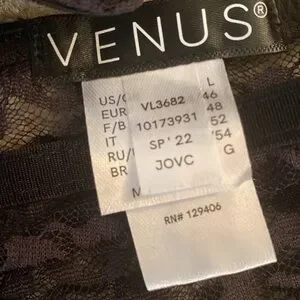 VENUS®
L
US/C
EUR 46
F/B 48
IT 52
RU/ '54
BR G
M
VL3682
10173931
SP' 22
JOVC
RN# 129406